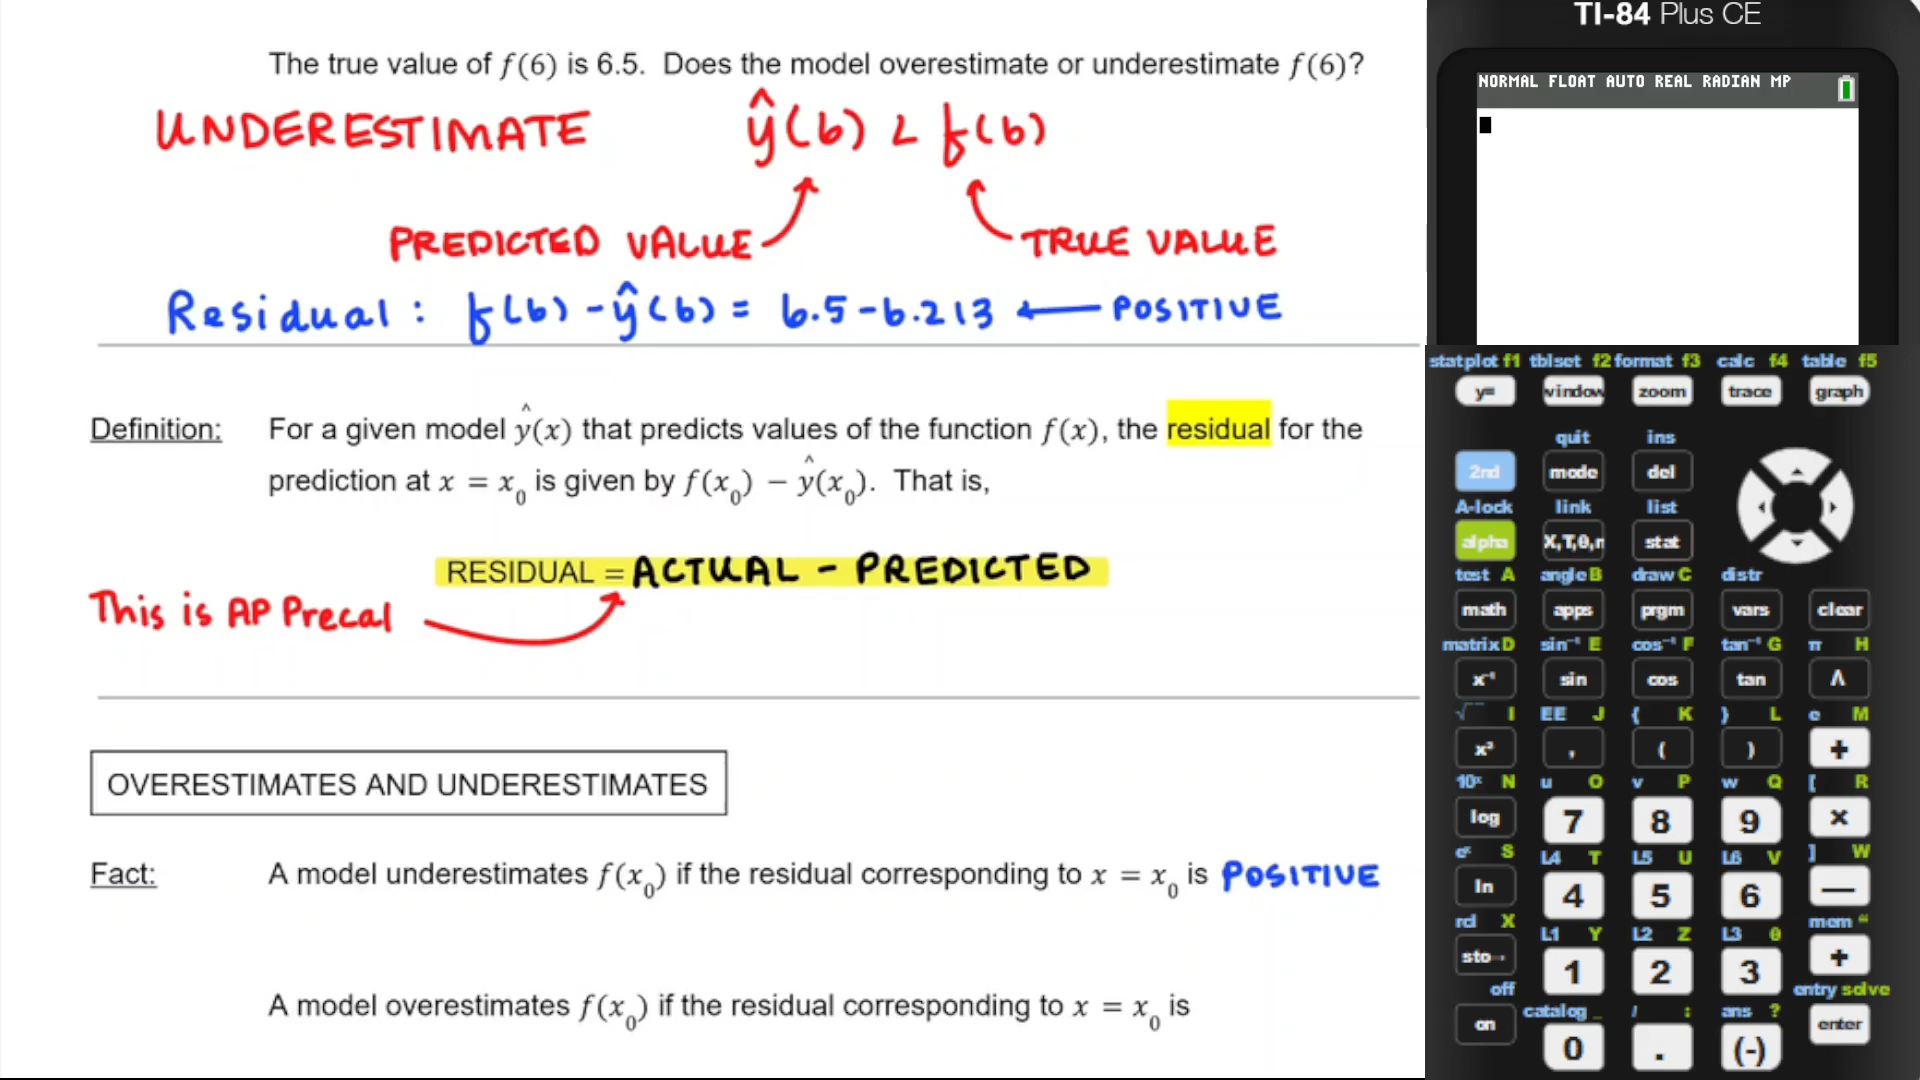 The true value of f(6) is 6.5. Does the model overestimate or underestimate f(6)?
UNDERESTIMATE ŷ(6) < f(6)
PREDICTED VALUE TRUE VALUE
Residual: f(6) - ŷ(6) = 6.5 - 6.213 ← POSITIVE
Definition: For a given model ŷ(x) that predicts values of the function f(x), the residual for the
prediction at x = x₀ is given by f(x₀) − ŷ(x₀). That is,
RESIDUAL = ACTUAL - PREDICTED
This is AP Precal
OVERESTIMATES AND UNDERESTIMATES
Fact: A model underestimates f(x₀) if the residual corresponding to x = x₀ is POSITIVE
A model overestimates f(x₀) if the residual corresponding to x = x₀ is
TI-84 Plus CE
NORMAL FLOAT AUTO REAL RADIAN MP
statplot f1 tblset f2 format f3 calc f4 table f5
y= window zoom trace graph
quit ins
2nd mode del
A-lock link list
alpha X,T,θ,n stat
test A angle B draw C distr
math apps prgm vars clear
matrix D sin⁻¹ E cos⁻¹ F tan⁻¹ G π H
x⁻¹ sin cos tan ^
√ I EE J { K } L e M
x² , ( ) ÷
10ˣ N u O v P w Q [ R
log 7 8 9 ×
eˣ S L4 T L5 U L6 V ] W
ln 4 5 6 —
rcl X L1 Y L2 Z L3 θ mem "
sto→ 1 2 3 +
off catalog _ i : ans ? entry solve
on 0 . (-) enter